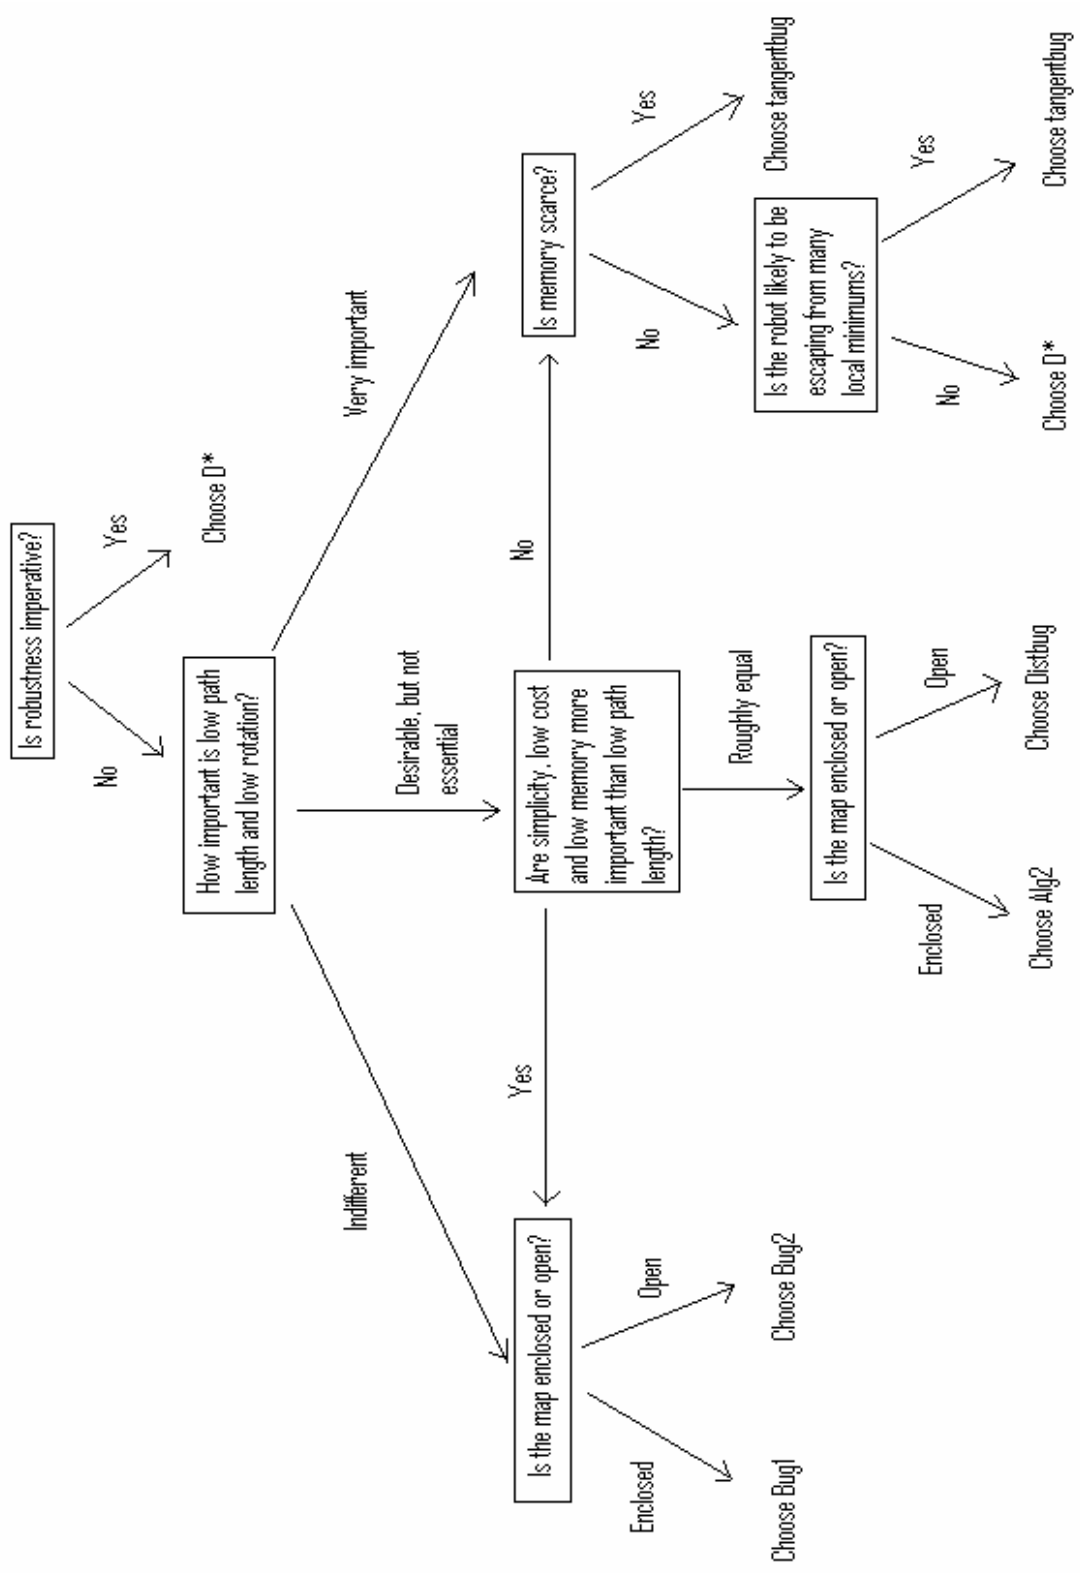 Is robustness imperative?
No
Yes
Choose D*
How important is low path
length and low rotation?
Indifferent
Desirable, but not
essential
Very important
Is the map enclosed or open?
Enclosed
Open
Choose Bug1
Choose Bug2
Yes
Are simplicity, low cost
and low memory more
important than low path
length?
No
Roughly equal
Is the map enclosed or open?
Enclosed
Open
Choose Alg2
Choose Distbug
Is memory scarce?
No
Yes
Choose tangentbug
Is the robot likely to be
escaping from many
local minimums?
No
Yes
Choose D*
Choose tangentbug